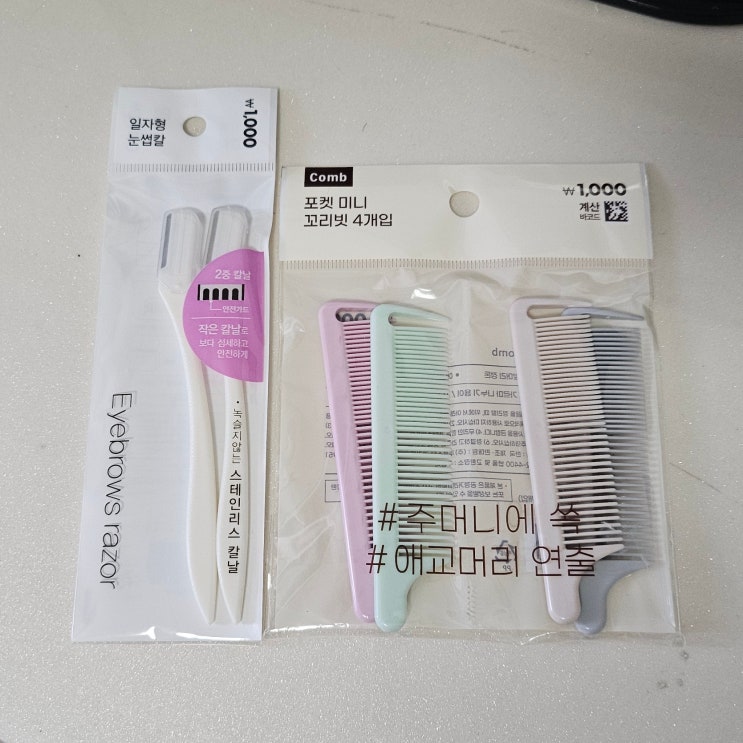 일자형
눈썹칼
₩1,000
2중 칼날
안전가드
작은 칼날로
보다 섬세하고
안전하게
• 녹슬지않는 스테인리스 칼날
Eyebrows razor
Comb
포켓 미니
꼬리빗 4개입
₩1,000
계산
바코드
#주머니에 쏙
#애교머리 연출